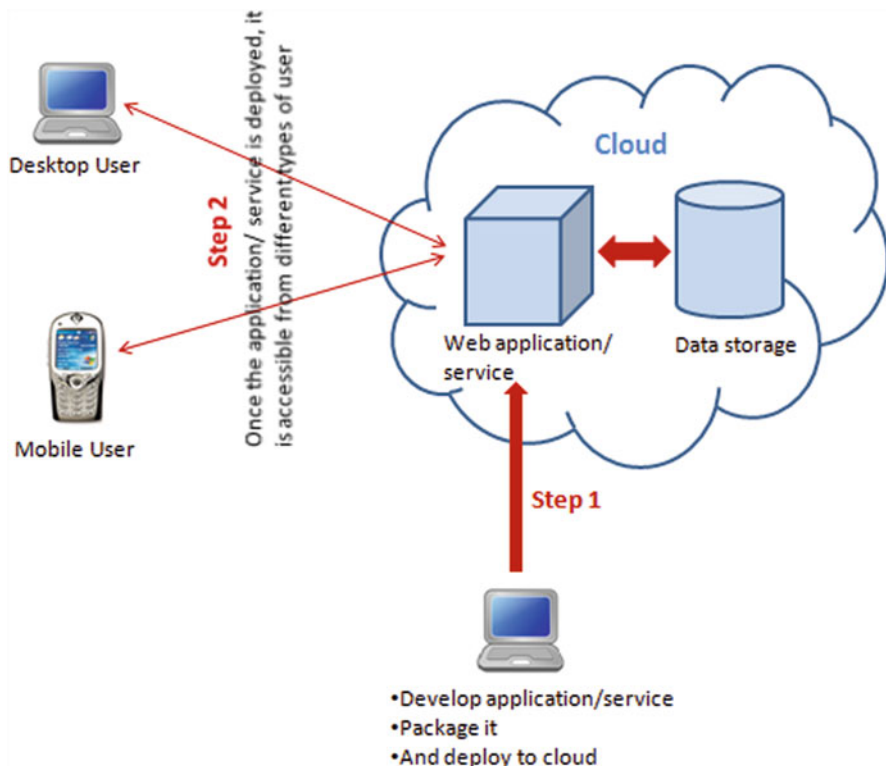 Desktop User
Mobile User
Step 2
Once the application/ service is deployed, it
is accessible from different types of user
Cloud
Web application/
service
Data storage
Step 1
•Develop application/service
•Package it
•And deploy to cloud